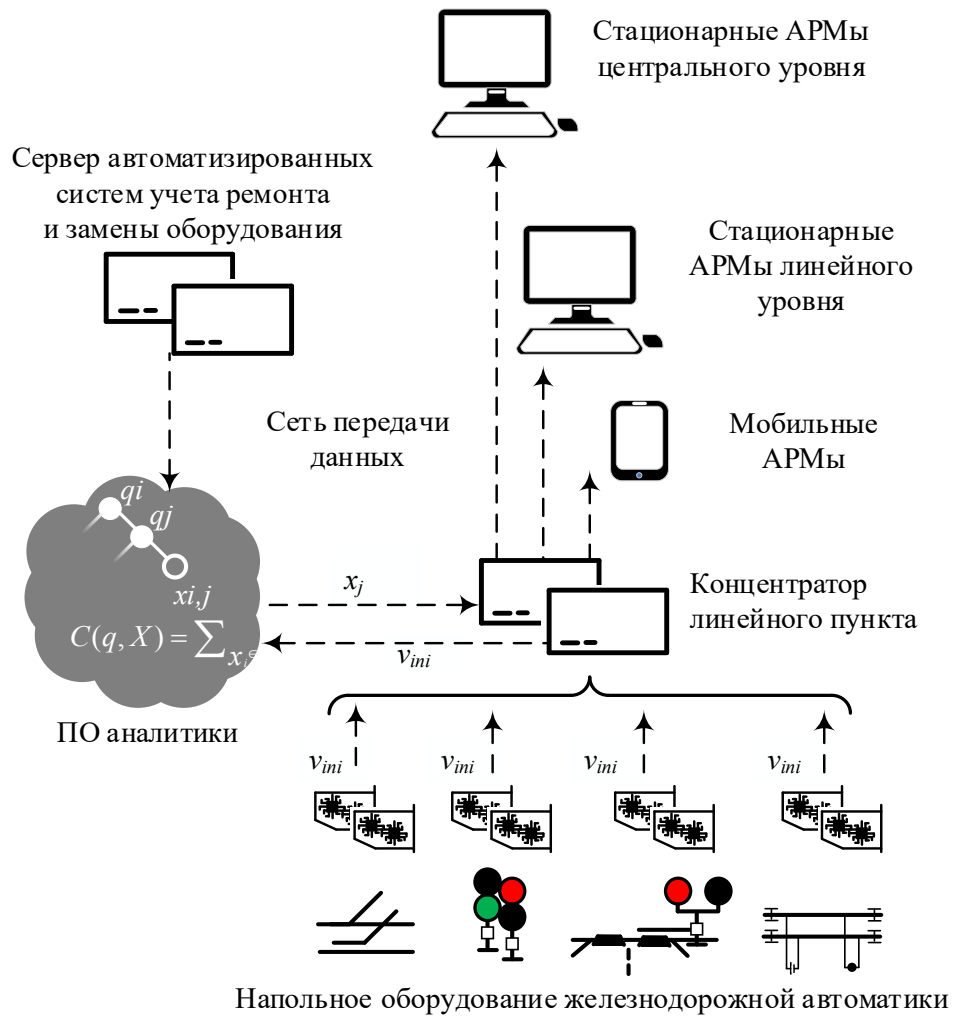 Стационарные АРМы
центрального уровня
Сервер автоматизированных
систем учета ремонта
и замены оборудования
Стационарные
АРМы линейного
уровня
Сеть передачи
данных
Мобильные
АРМы
qi
qj
xi,j
C(q, X) = ∑xi∈
ПО аналитики
xj
vini
Концентратор
линейного пункта
vini
vini
vini
vini
Напольное оборудование железнодорожной автоматики